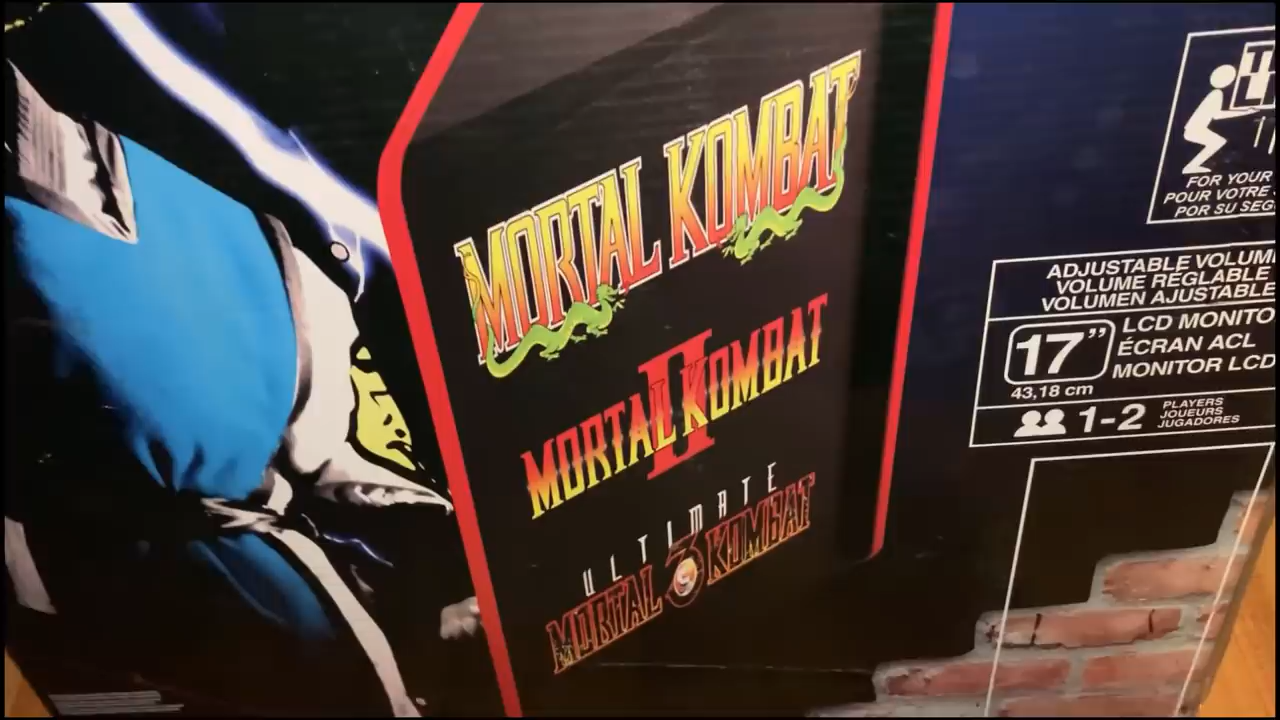 MORTAL KOMBAT
MORTAL KOMBAT
II
ULTIMATE
MORTAL 3 KOMBAT
FOR YOUR
POUR VOTRE
POR SU SEG
ADJUSTABLE VOLUM
VOLUME RÉGLABLE
VOLUMEN AJUSTABLE
17”
43,18 cm
LCD MONITO
ÉCRAN ACL
MONITOR LCD
1-2
PLAYERS
JOUEURS
JUGADORES